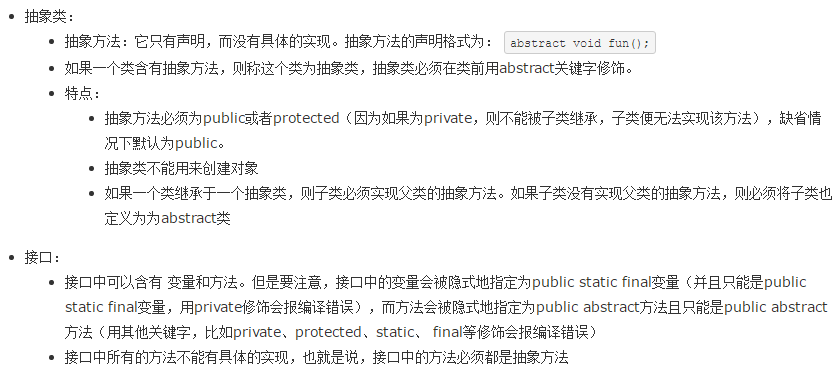 抽象类：
抽象方法：它只有声明，而没有具体的实现。抽象方法的声明格式为： abstract void fun();
如果一个类含有抽象方法，则称这个类为抽象类，抽象类必须在类前用abstract关键字修饰。
特点：
抽象方法必须为public或者protected（因为如果为private，则不能被子类继承，子类便无法实现该方法），缺省情
况下默认为public。
抽象类不能用来创建对象
如果一个类继承于一个抽象类，则子类必须实现父类的抽象方法。如果子类没有实现父类的抽象方法，则必须将子类也
定义为为abstract类
接口：
接口中可以含有 变量和方法。但是要注意，接口中的变量会被隐式地指定为public static final变量（并且只能是public
static final变量，用private修饰会报编译错误），而方法会被隐式地指定为public abstract方法且只能是public abstract
方法（用其他关键字，比如private、protected、static、 final等修饰会报编译错误）
接口中所有的方法不能有具体的实现，也就是说，接口中的方法必须都是抽象方法